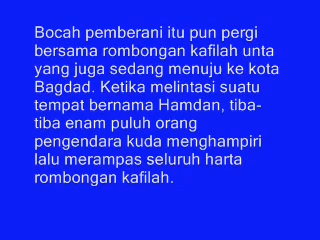 Bocah pemberani itu pun pergi
bersama rombongan kafilah unta
yang juga sedang menuju ke kota
Bagdad. Ketika melintasi suatu
tempat bernama Hamdan, tiba-
tiba enam puluh orang
pengendara kuda menghampiri
lalu merampas seluruh harta
rombongan kafilah.